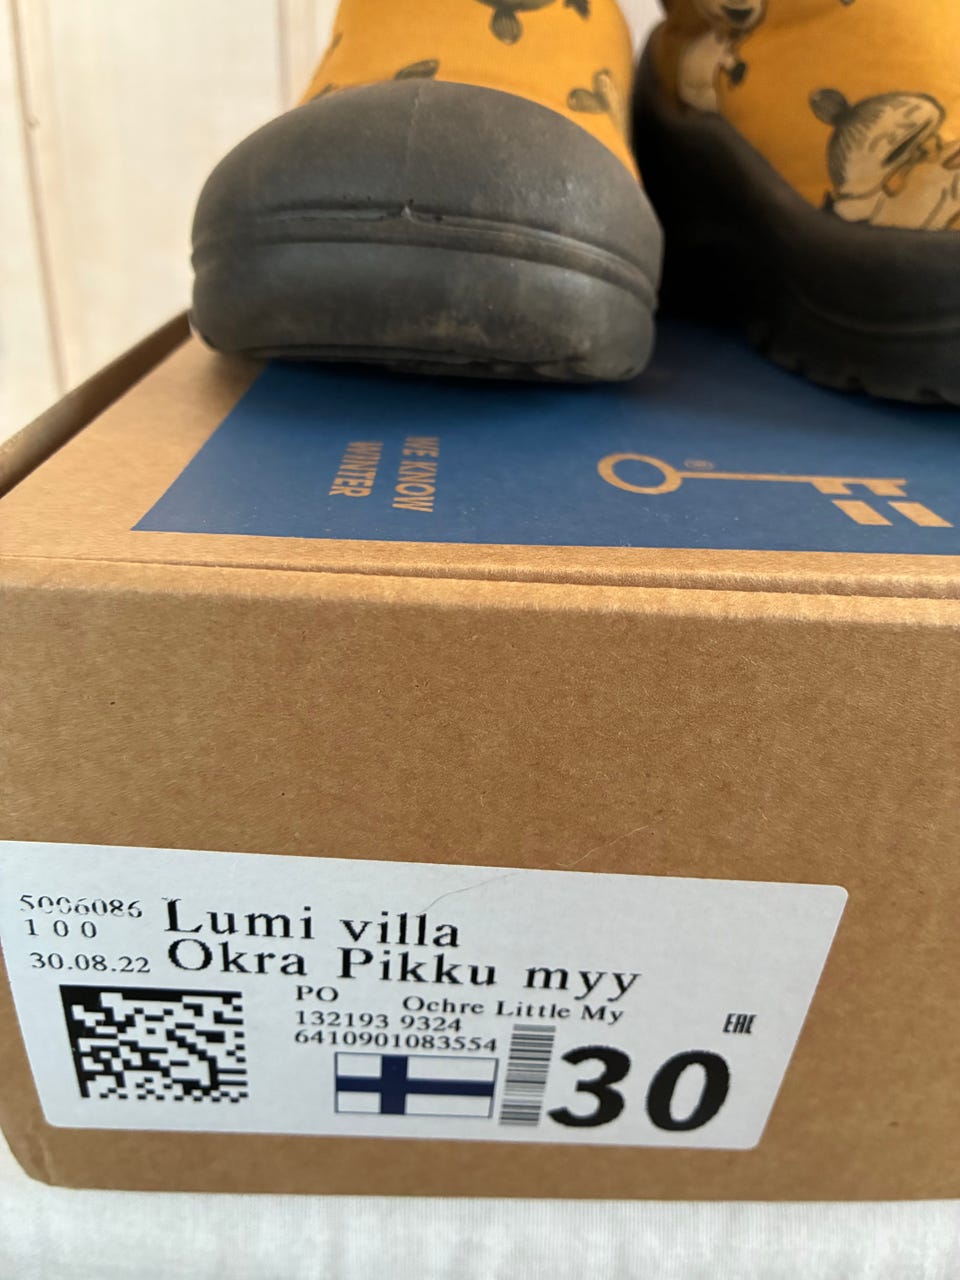 WE KNOW
WINTER
®
5006086
100
30.08.22
Lumi villa
Okra Pikku myy
PO Ochre Little My
132193 9324
6410901083554
EAC
30